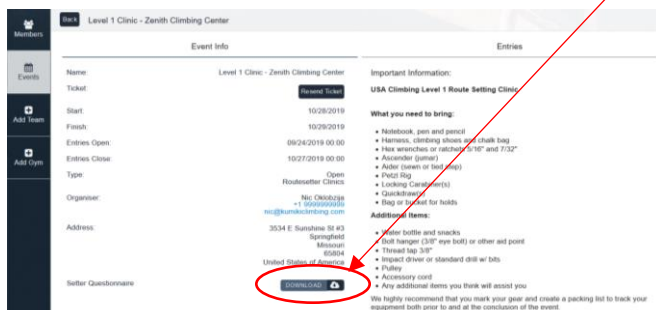 Back Level 1 Clinic - Zenith Climbing Center
Members
Events
Add Team
Add Gym
Event Info
Name: Level 1 Clinic - Zenith Climbing Center
Ticket: Resend Ticket
Start: 10/28/2019
Finish: 10/29/2019
Entries Open: 09/24/2019 00:00
Entries Close: 10/27/2019 00:00
Type: Open
Routesetter Clinics
Organiser: Nic Oklobzija
+1 9999999999
nic@kumikiclimbing.com
Address: 3534 E Sunshine St #3
Springfield
Missouri
65804
United States of America
Setter Questionnaire DOWNLOAD
Entries
Important Information:
USA Climbing Level 1 Route Setting Clinic
What you need to bring:
• Notebook, pen and pencil
• Harness, climbing shoes and chalk bag
• Hex wrenches or ratchets 5/16" and 7/32"
• Ascender (jumar)
• Aider (sewn or tied step)
• Petzl Rig
• Locking Carabiner(s)
• Quickdraw(s)
• Bag or bucket for holds
Additional Items:
• Water bottle and snacks
• Bolt hanger (3/8" eye bolt) or other aid point
• Thread tap 3/8"
• Impact driver or standard drill w/ bits
• Pulley
• Accessory cord
• Any additional items you think will assist you
We highly recommend that you mark your gear and create a packing list to track your
equipment both prior to and at the conclusion of the event.